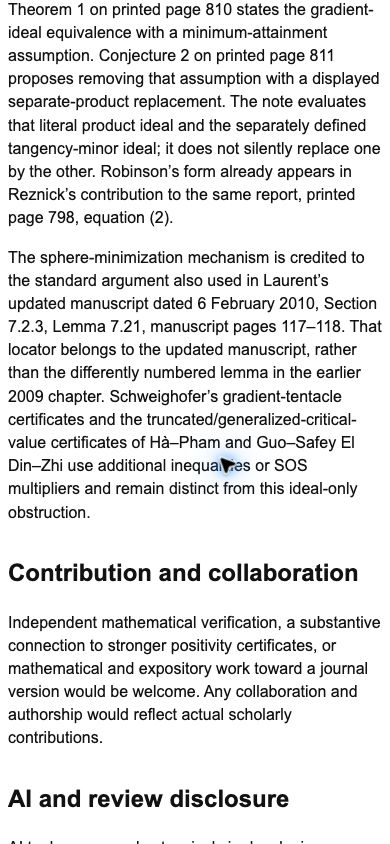 Theorem 1 on printed page 810 states the gradient-
ideal equivalence with a minimum-attainment
assumption. Conjecture 2 on printed page 811
proposes removing that assumption with a displayed
separate-product replacement. The note evaluates
that literal product ideal and the separately defined
tangency-minor ideal; it does not silently replace one
by the other. Robinson’s form already appears in
Reznick’s contribution to the same report, printed
page 798, equation (2).
The sphere-minimization mechanism is credited to
the standard argument also used in Laurent’s
updated manuscript dated 6 February 2010, Section
7.2.3, Lemma 7.21, manuscript pages 117–118. That
locator belongs to the updated manuscript, rather
than the differently numbered lemma in the earlier
2009 chapter. Schweighofer’s gradient-tentacle
certificates and the truncated/generalized-critical-
value certificates of Hà–Pham and Guo–Safey El
Din–Zhi use additional inequalities or SOS
multipliers and remain distinct from this ideal-only
obstruction.
Contribution and collaboration
Independent mathematical verification, a substantive
connection to stronger positivity certificates, or
mathematical and expository work toward a journal
version would be welcome. Any collaboration and
authorship would reflect actual scholarly
contributions.
AI and review disclosure